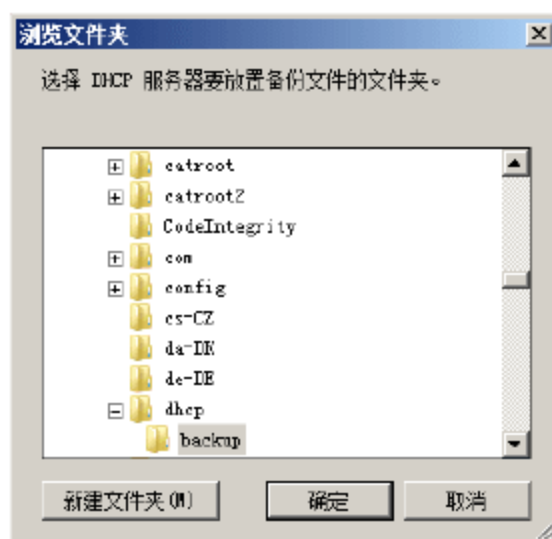 浏览文件夹
选择 DHCP 服务器要放置备份文件的文件夹。
catroot
catroot2
CodeIntegrity
com
config
cs-CZ
da-DK
de-DE
dhcp
backup
新建文件夹(M) 确定 取消